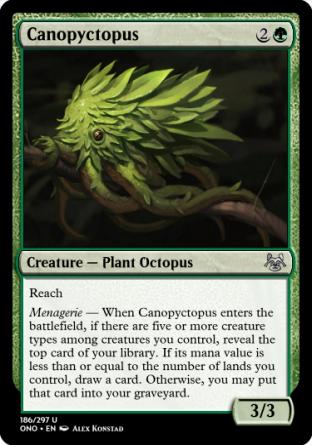 Canopyctopus 2
Creature — Plant Octopus
Reach
Menagerie — When Canopyctopus enters the
battlefield, if there are five or more creature
types among creatures you control, reveal the
top card of your library. If its mana value is
less than or equal to the number of lands you
control, draw a card. Otherwise, you may put
that card into your graveyard.
3/3
186/297 U
ONO • EN Alex Konstad